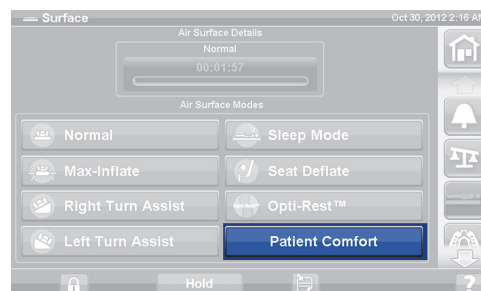 Surface
Oct 30, 2012 2:16 A
Air Surface Details
Normal
00:01:57
Air Surface Modes
Normal
Sleep Mode
Max-Inflate
Seat Deflate
Right Turn Assist
Opti-Rest™
Left Turn Assist
Patient Comfort
Hold
?